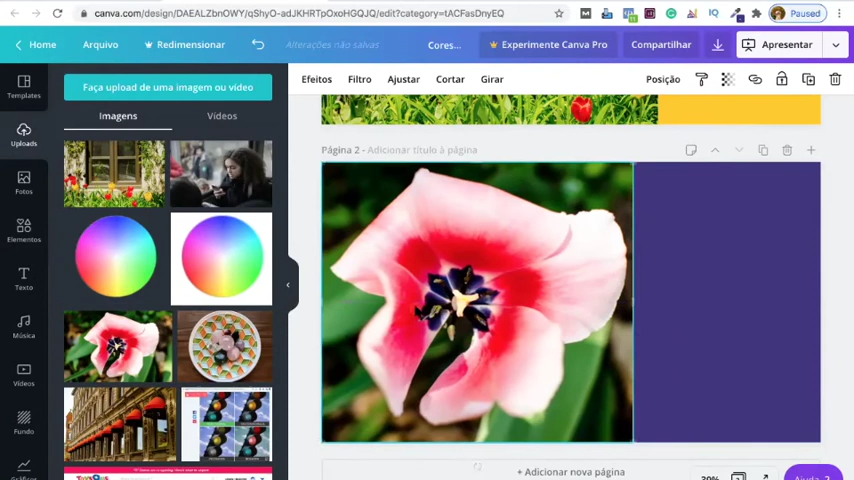 canva.com/design/DAEALZbnOWY/qShyO-adJKHRTpOxoHGQJQ/edit?category=tACFasDnyEQ
Paused
Home
Arquivo
Redimensionar
Alterações não salvas
Cores...
Experimente Canva Pro
Compartilhar
Apresentar
Templates
Uploads
Fotos
Elementos
Texto
Música
Vídeos
Fundo
Faça upload de uma imagem ou vídeo
Imagens
Vídeos
Efeitos
Filtro
Ajustar
Cortar
Girar
Posição
Página 2 - Adicionar título à página
+ Adicionar nova página
Ajuda ?